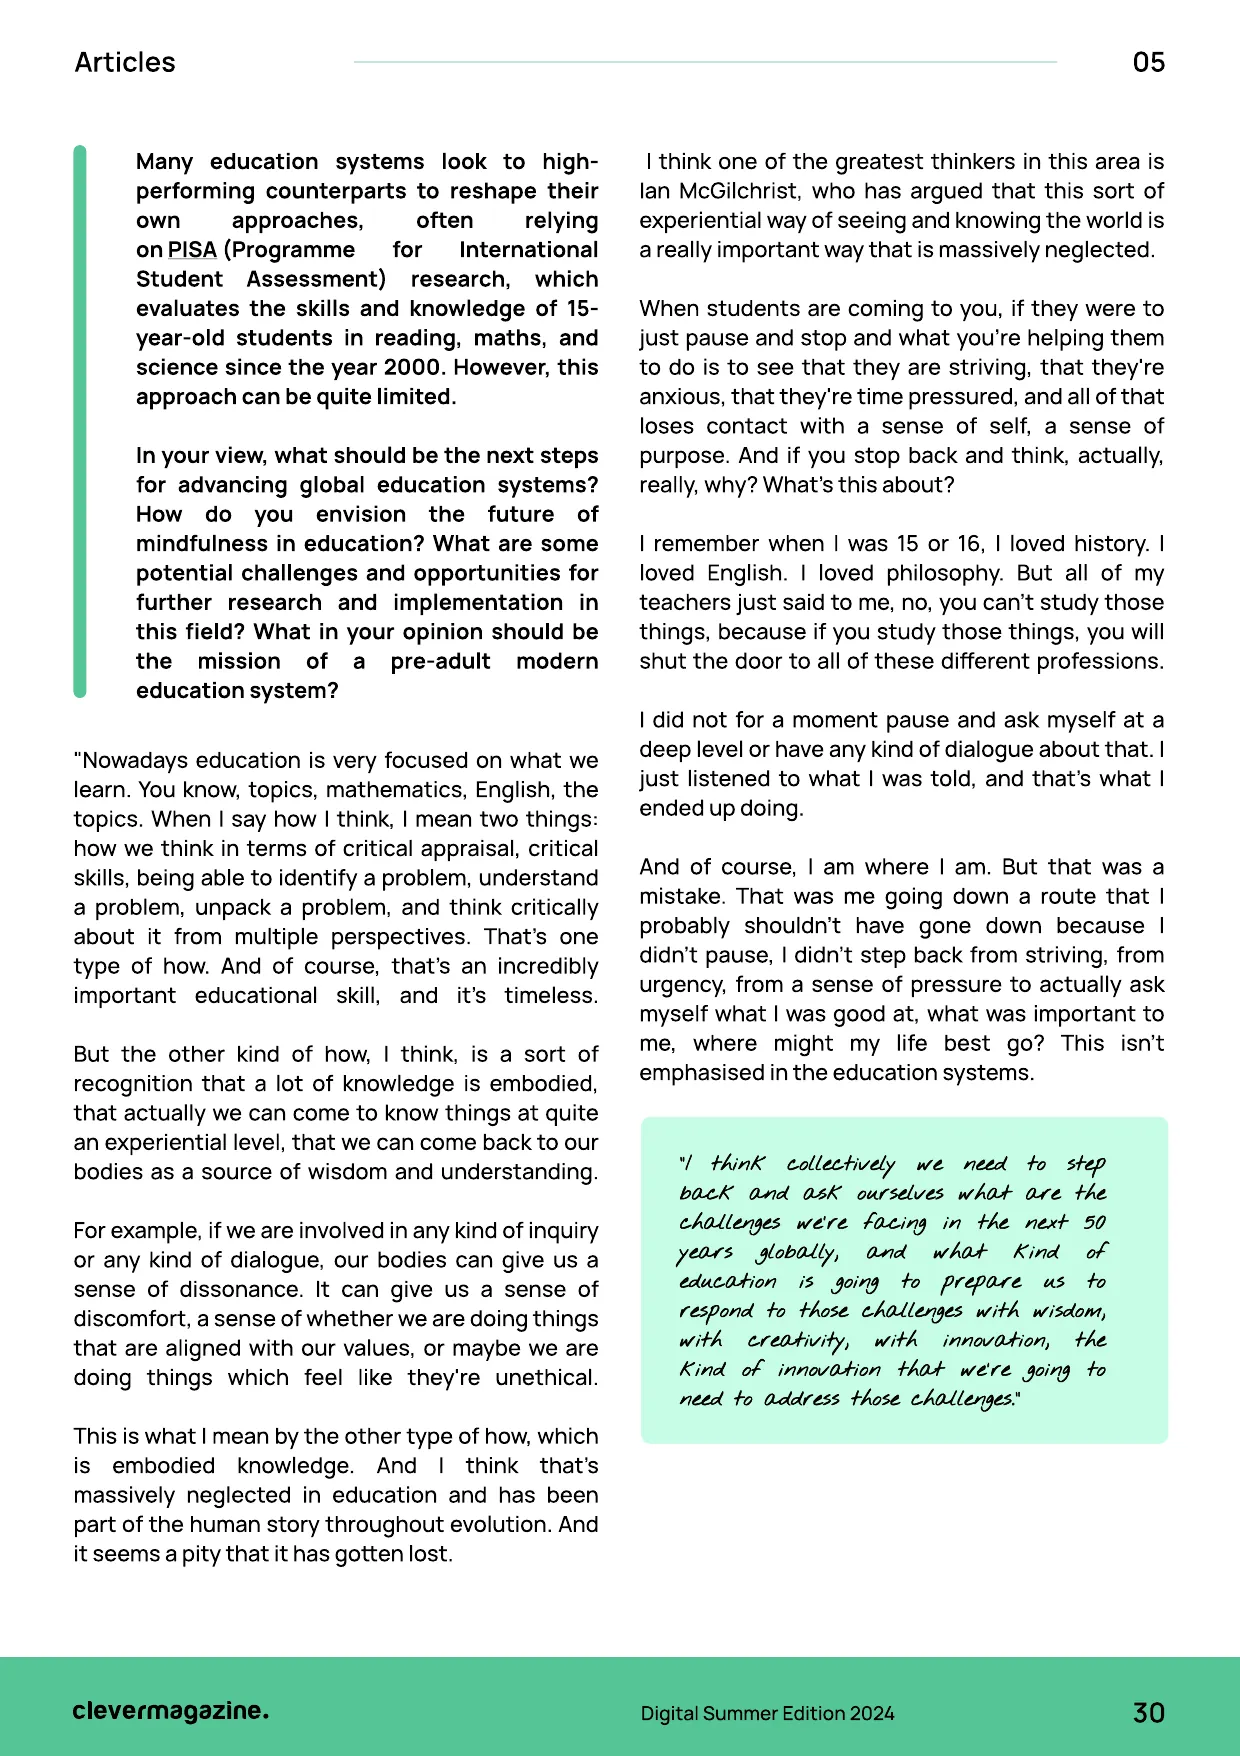 Articles
05
Many education systems look to high-
performing counterparts to reshape their
own approaches, often relying
on PISA (Programme for International
Student Assessment) research, which
evaluates the skills and knowledge of 15-
year-old students in reading, maths, and
science since the year 2000. However, this
approach can be quite limited.
In your view, what should be the next steps
for advancing global education systems?
How do you envision the future of
mindfulness in education? What are some
potential challenges and opportunities for
further research and implementation in
this field? What in your opinion should be
the mission of a pre-adult modern
education system?
"Nowadays education is very focused on what we
learn. You know, topics, mathematics, English, the
topics. When I say how I think, I mean two things:
how we think in terms of critical appraisal, critical
skills, being able to identify a problem, understand
a problem, unpack a problem, and think critically
about it from multiple perspectives. That's one
type of how. And of course, that's an incredibly
important educational skill, and it's timeless.
But the other kind of how, I think, is a sort of
recognition that a lot of knowledge is embodied,
that actually we can come to know things at quite
an experiential level, that we can come back to our
bodies as a source of wisdom and understanding.
For example, if we are involved in any kind of inquiry
or any kind of dialogue, our bodies can give us a
sense of dissonance. It can give us a sense of
discomfort, a sense of whether we are doing things
that are aligned with our values, or maybe we are
doing things which feel like they're unethical.
This is what I mean by the other type of how, which
is embodied knowledge. And I think that's
massively neglected in education and has been
part of the human story throughout evolution. And
it seems a pity that it has gotten lost.
I think one of the greatest thinkers in this area is
Ian McGilchrist, who has argued that this sort of
experiential way of seeing and knowing the world is
a really important way that is massively neglected.
When students are coming to you, if they were to
just pause and stop and what you're helping them
to do is to see that they are striving, that they're
anxious, that they're time pressured, and all of that
loses contact with a sense of self, a sense of
purpose. And if you stop back and think, actually,
really, why? What's this about?
I remember when I was 15 or 16, I loved history. I
loved English. I loved philosophy. But all of my
teachers just said to me, no, you can't study those
things, because if you study those things, you will
shut the door to all of these different professions.
I did not for a moment pause and ask myself at a
deep level or have any kind of dialogue about that. I
just listened to what I was told, and that's what I
ended up doing.
And of course, I am where I am. But that was a
mistake. That was me going down a route that I
probably shouldn't have gone down because I
didn't pause, I didn't step back from striving, from
urgency, from a sense of pressure to actually ask
myself what I was good at, what was important to
me, where might my life best go? This isn't
emphasised in the education systems.
"I think collectively we need to step
back and ask ourselves what are the
challenges we're facing in the next 50
years globally, and what kind of
education is going to prepare us to
respond to those challenges with wisdom,
with creativity, with innovation, the
kind of innovation that we're going to
need to address those challenges."
clevermagazine.
Digital Summer Edition 2024
30